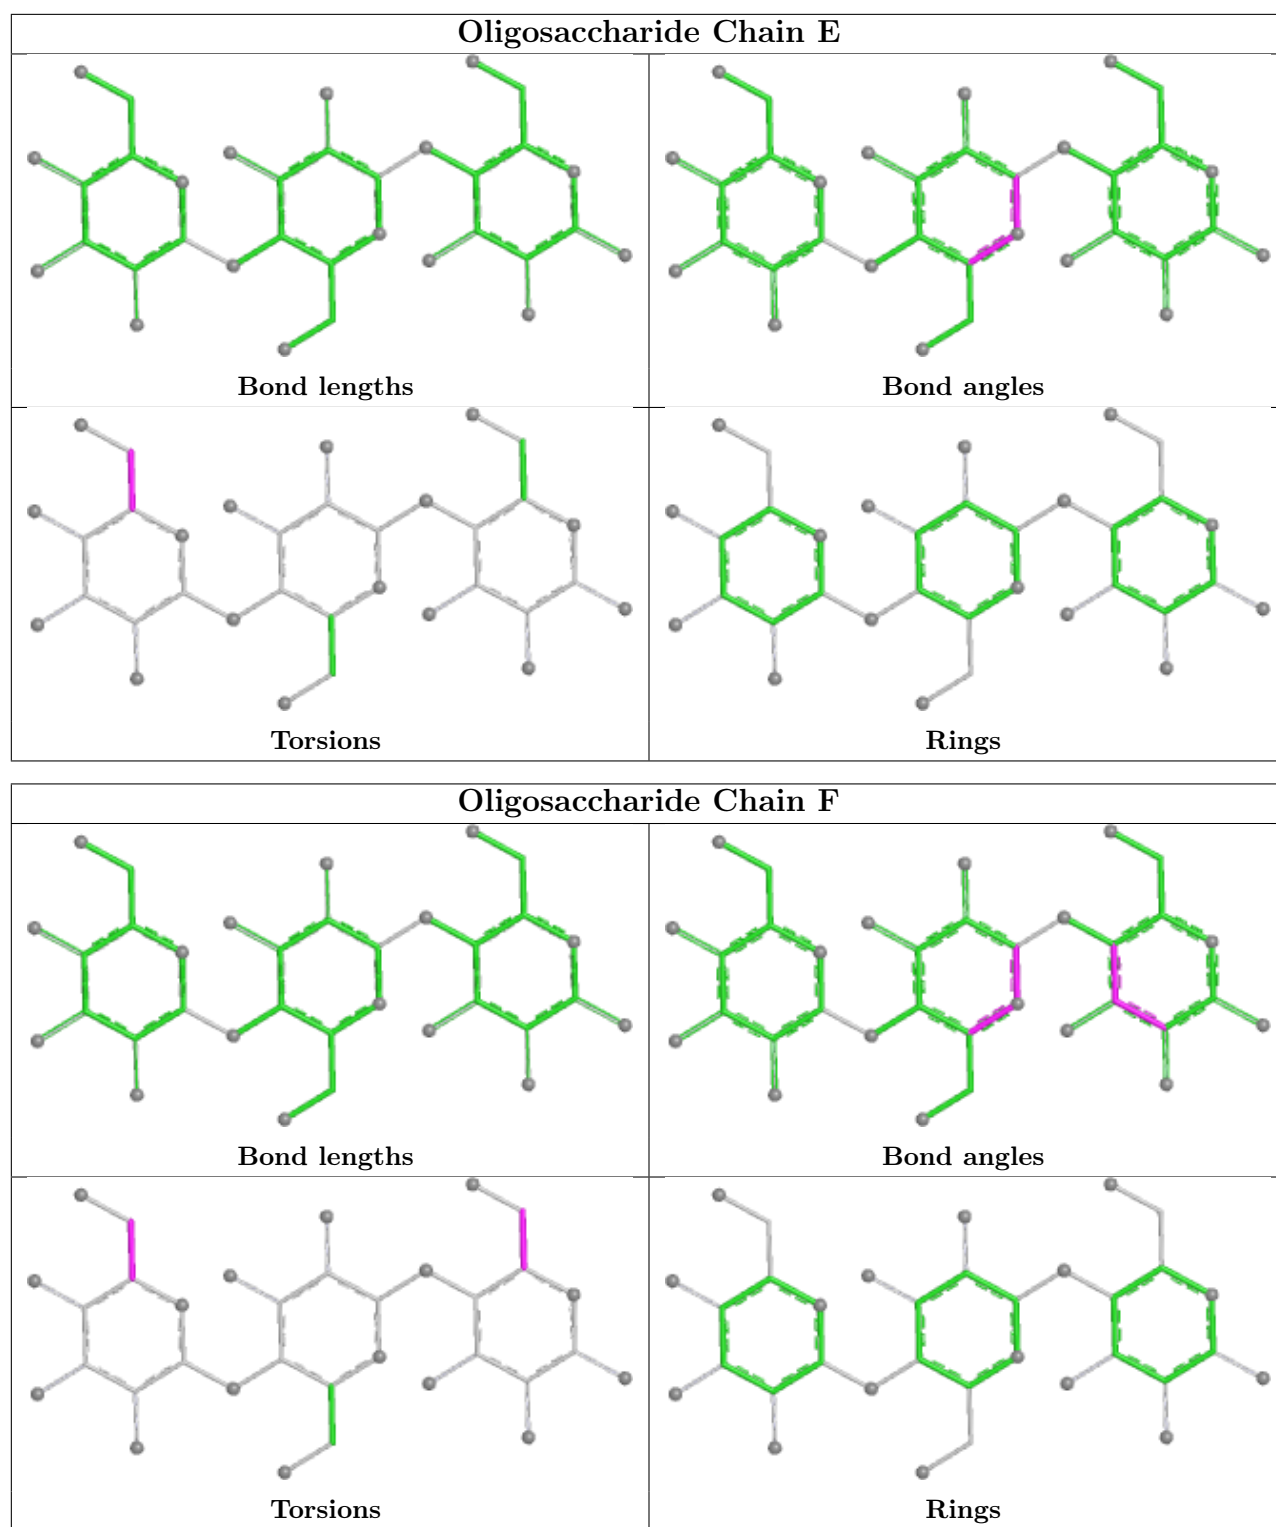 Oligosaccharide Chain E
Bond lengths
Bond angles
Torsions
Rings
Oligosaccharide Chain F
Bond lengths
Bond angles
Torsions
Rings